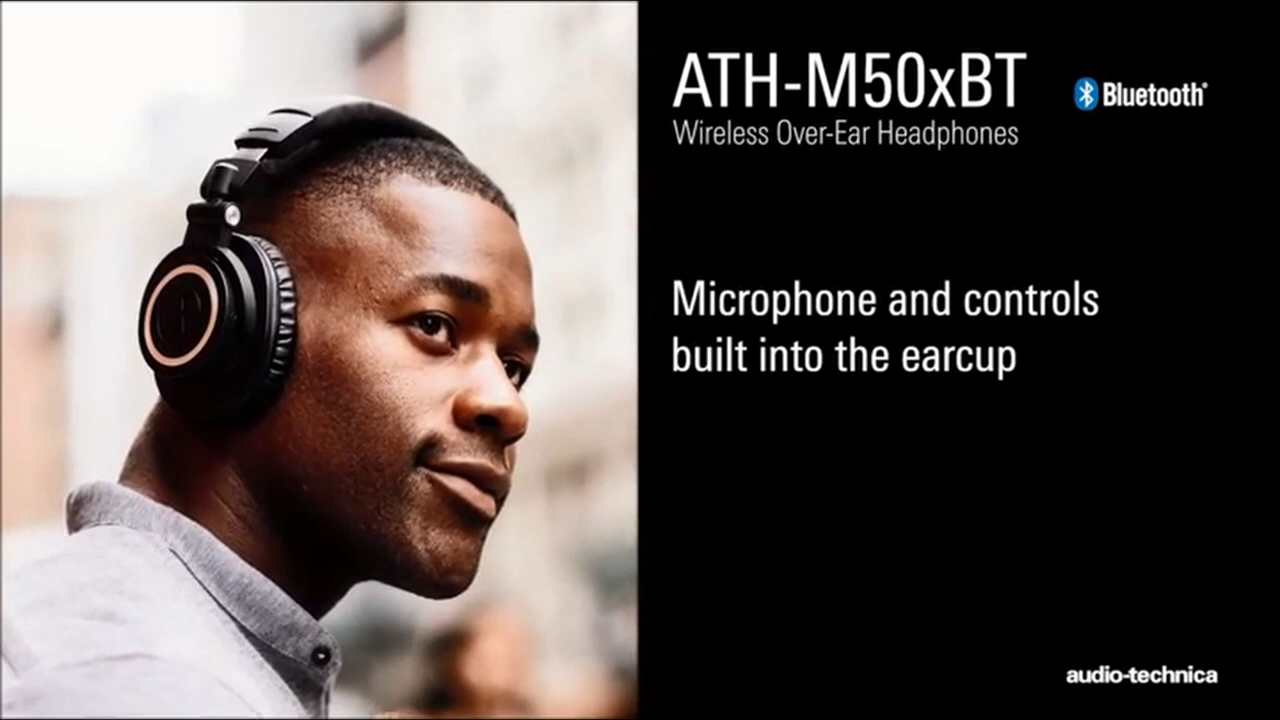 ATH-M50xBT
Bluetooth®
Wireless Over-Ear Headphones
Microphone and controls
built into the earcup
audio-technica